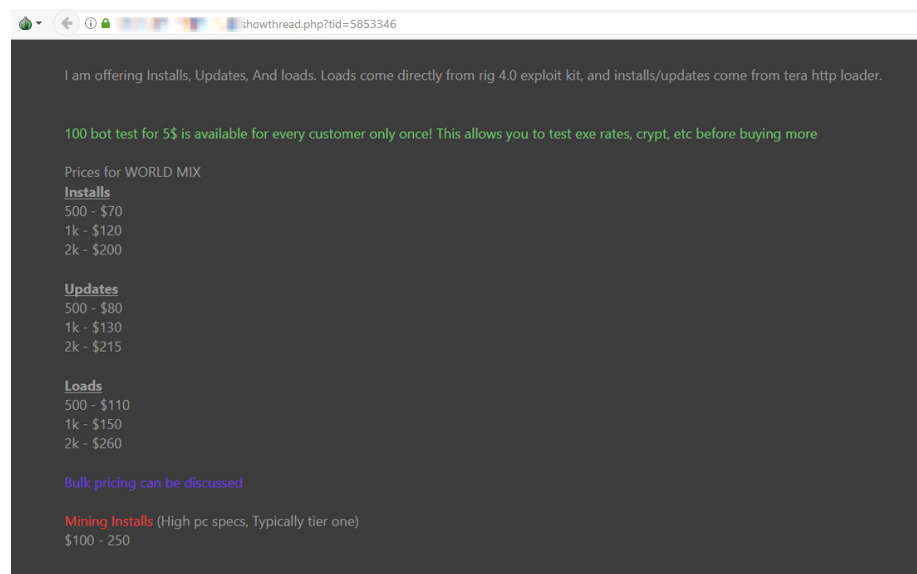 showthread.php?tid=5853346
I am offering Installs, Updates, And loads. Loads come directly from rig 4.0 exploit kit, and installs/updates come from tera http loader.
100 bot test for 5$ is available for every customer only once! This allows you to test exe rates, crypt, etc before buying more
Prices for WORLD MIX
Installs
500 - $70
1k - $120
2k - $200
Updates
500 - $80
1k - $130
2k - $215
Loads
500 - $110
1k - $150
2k - $260
Bulk pricing can be discussed
Mining Installs (High pc specs, Typically tier one)
$100 - 250